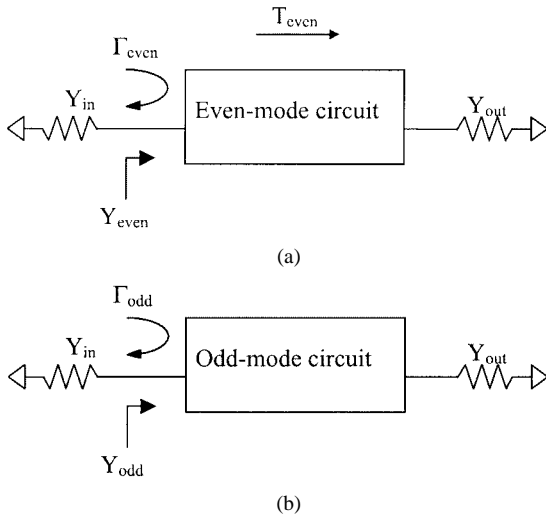 T_even
Γ_even
Y_in
Even-mode circuit
Y_out
Y_even
(a)
Γ_odd
Y_in
Odd-mode circuit
Y_out
Y_odd
(b)